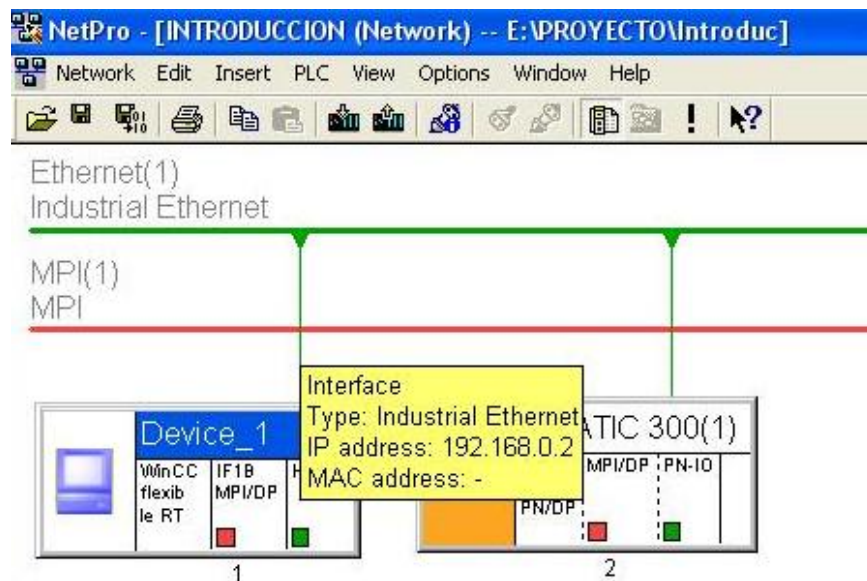 NetPro - [INTRODUCCION (Network) -- E:\PROYECTO\Introduc]
Network Edit Insert PLC View Options Window Help
Ethernet(1)
Industrial Ethernet
MPI(1)
MPI
Interface
Type: Industrial Ethernet
IP address: 192.168.0.2
MAC address: -
Device_1
WinCC
flexib
le RT
IF1B
MPI/DP
H
1
ATIC 300(1)
PN/DP
MPI/DP
PN-IO
2